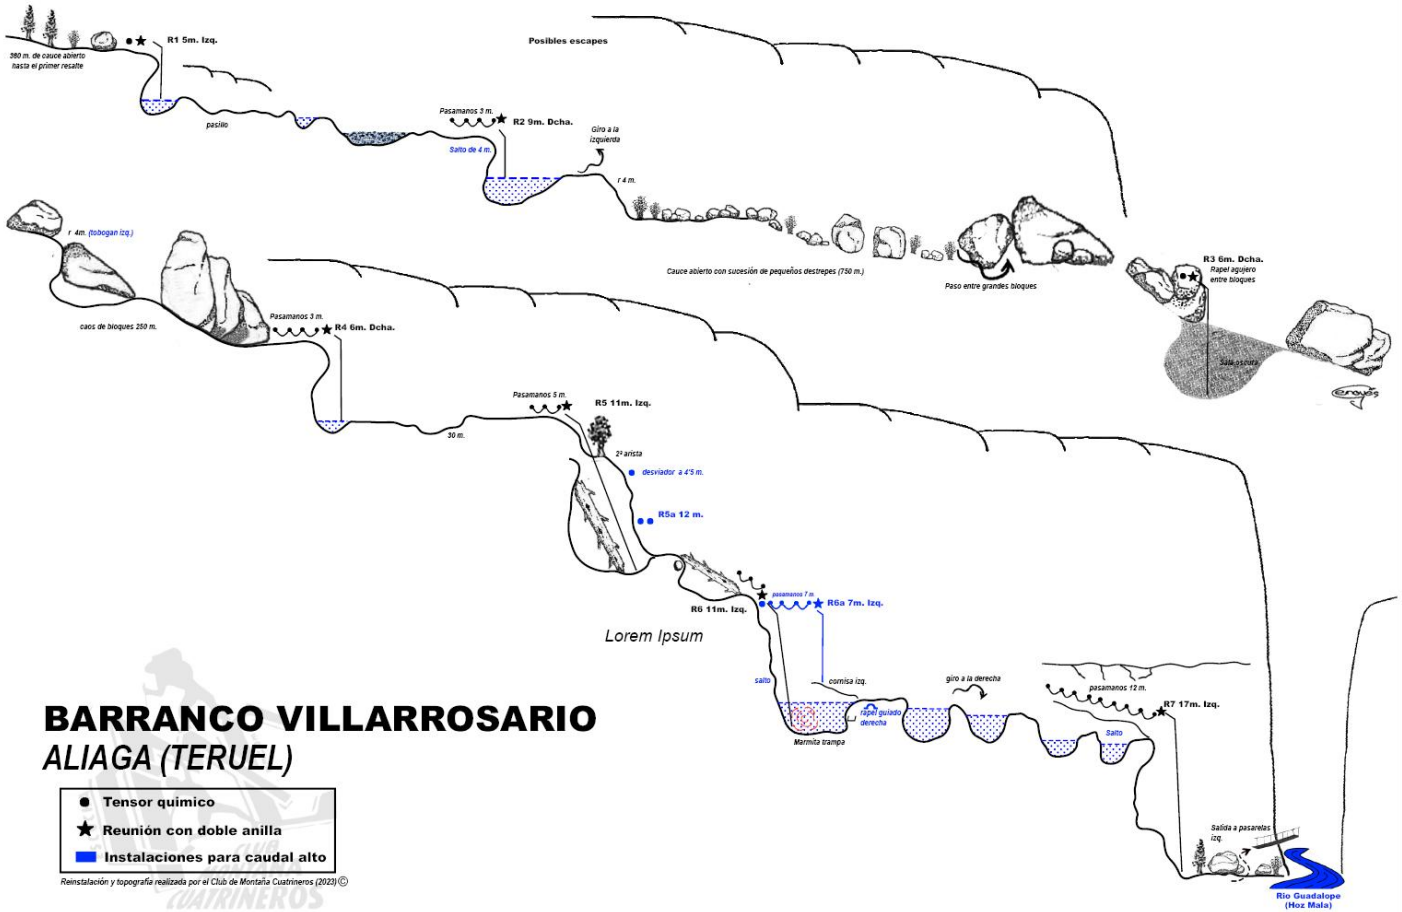 R1 5m. Izq.
360 m. de cauce abierto
hasta el primer resalte
pasillo
Posibles escapes
Pasamanos 3 m.
R2 9m. Dcha.
Salto de 4 m.
Giro a la
izquierda
r 4 m.
Cauce abierto con sucesión de pequeños destrepes (750 m.)
Paso entre grandes bloques
R3 6m. Dcha.
Rapel agujero
entre bloques
Sala oscura
r 4m. (tobogan izq.)
caos de bloques 250 m.
Pasamanos 3 m.
R4 6m. Dcha.
30 m.
Pasamanos 5 m.
R5 11m. Izq.
2ª arista
desviador a 4'5 m.
R5a 12 m.
R6 11m. Izq.
pasamanos 7 m.
R6a 7m. Izq.
Lorem Ipsum
salto
cornisa izq.
rapel guiado
derecha
Marmita trampa
giro a la derecha
pasamanos 12 m.
R7 17m. Izq.
Salto
Salida a pasarelas
izq.
Rio Guadalope
(Hoz Mala)
BARRANCO VILLARROSARIO
ALIAGA (TERUEL)
Tensor quimico
Reunión con doble anilla
Instalaciones para caudal alto
Reinstalación y topografía realizada por el Club de Montaña Cuatrineros (2023) ©
CLUB
MONTAÑA
CUATRINEROS